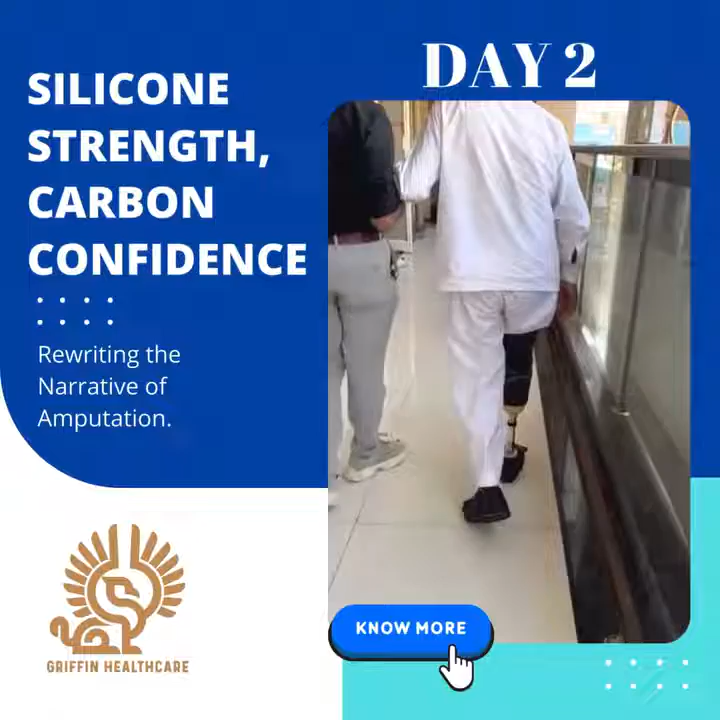 DAY 2
SILICONE
STRENGTH,
CARBON
CONFIDENCE
Rewriting the
Narrative of
Amputation.
GRIFFIN HEALTHCARE
KNOW MORE